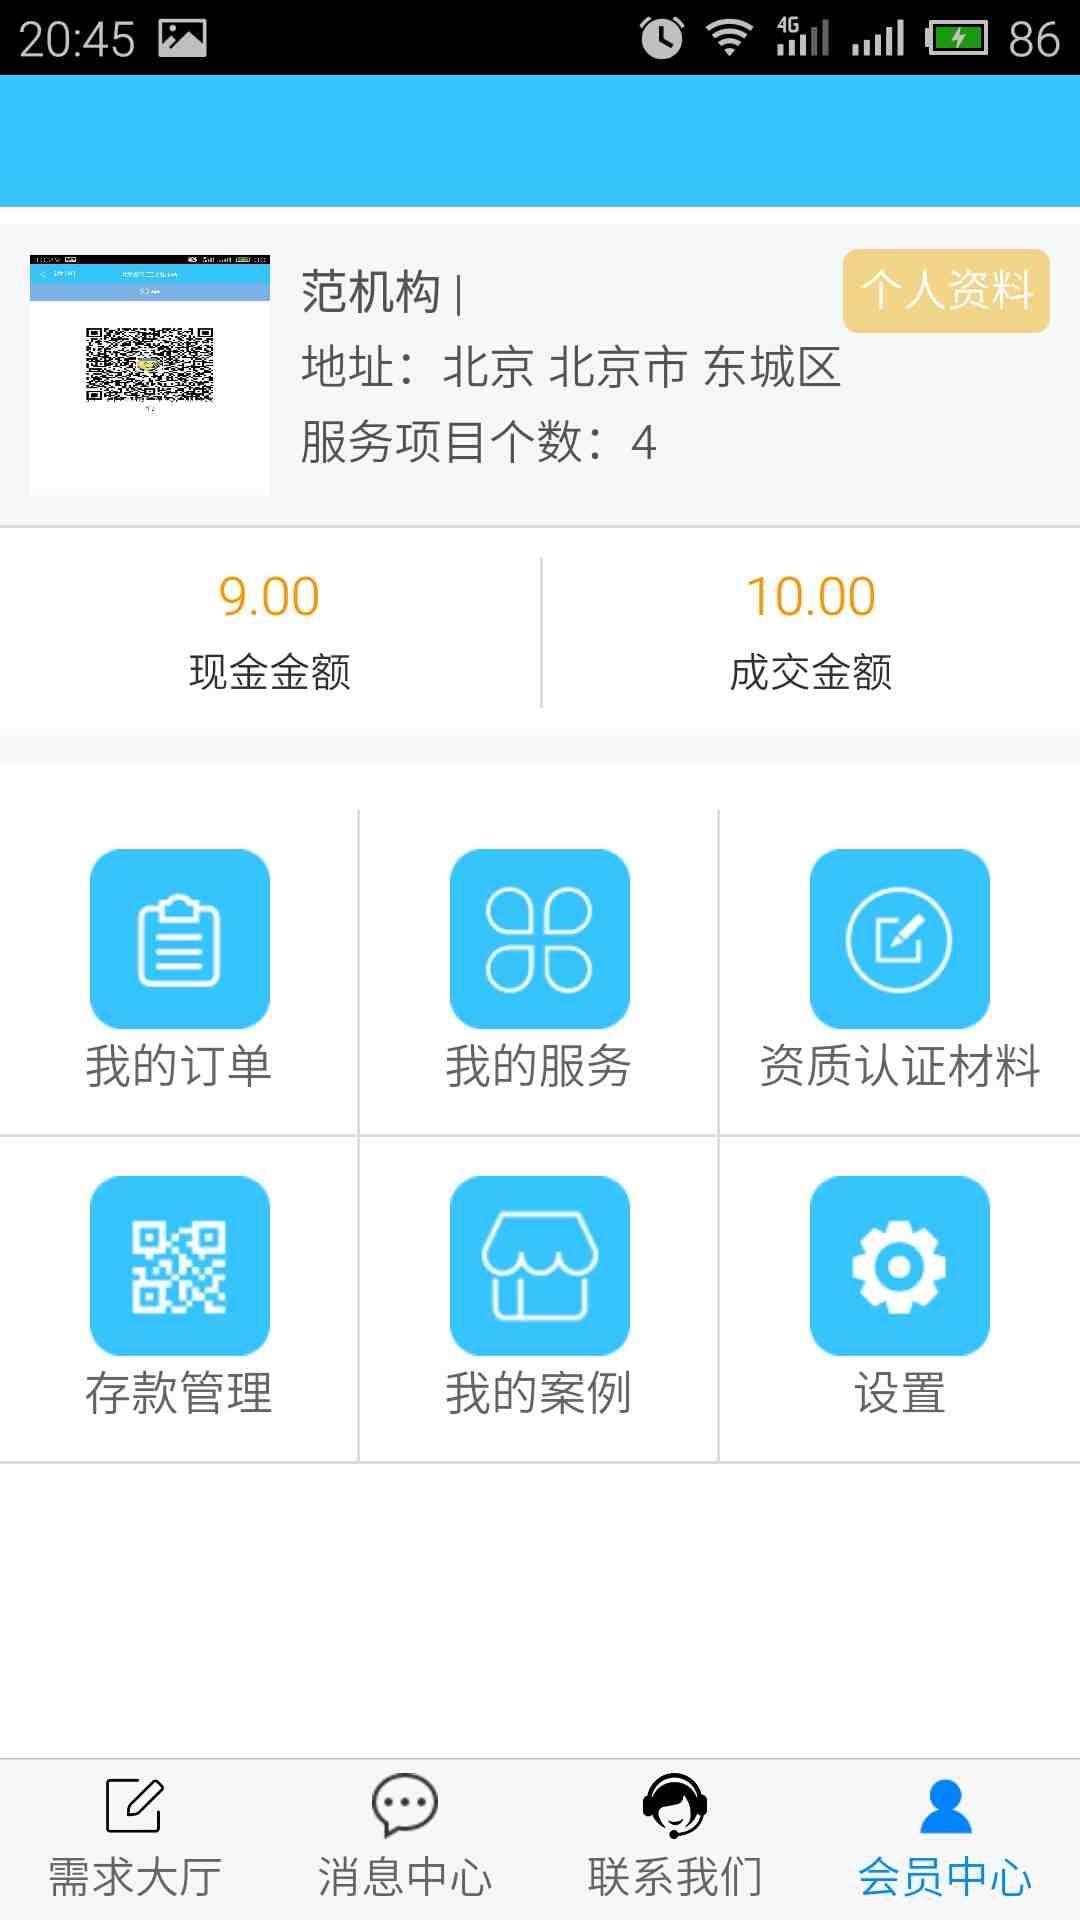 20:45
4G
86
范机构 |
个人资料
地址：北京 北京市 东城区
服务项目个数：4
9.00
10.00
现金金额
成交金额
我的订单
我的服务
资质认证材料
存款管理
我的案例
设置
需求大厅
消息中心
联系我们
会员中心